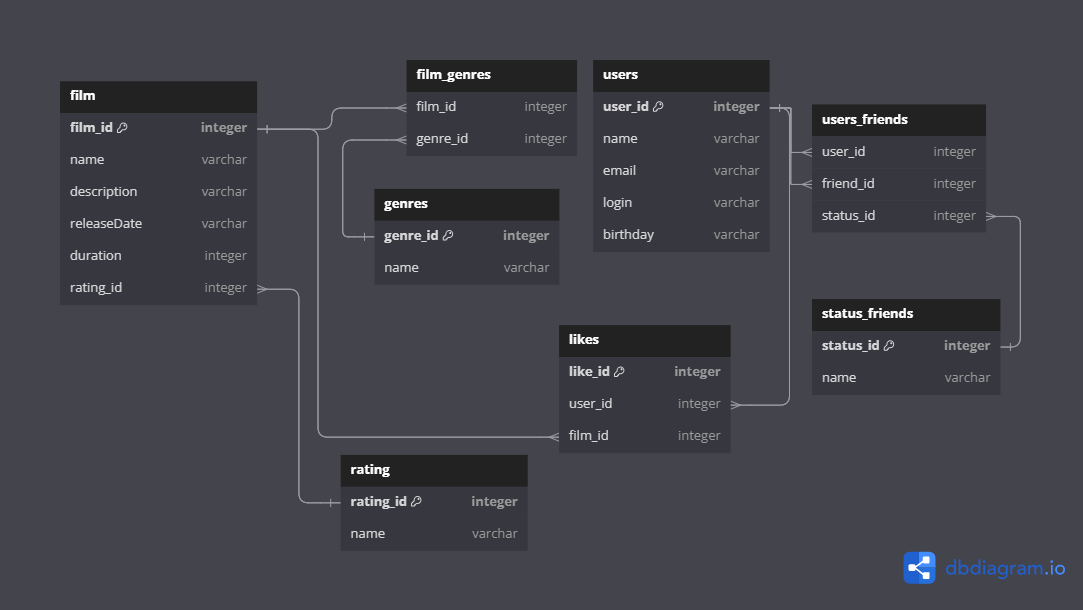 film
film_id integer
name varchar
description varchar
releaseDate varchar
duration integer
rating_id integer
film_genres
film_id integer
genre_id integer
genres
genre_id integer
name varchar
users
user_id integer
name varchar
email varchar
login varchar
birthday varchar
users_friends
user_id integer
friend_id integer
status_id integer
status_friends
status_id integer
name varchar
likes
like_id integer
user_id integer
film_id integer
rating
rating_id integer
name varchar
dbdiagram.io